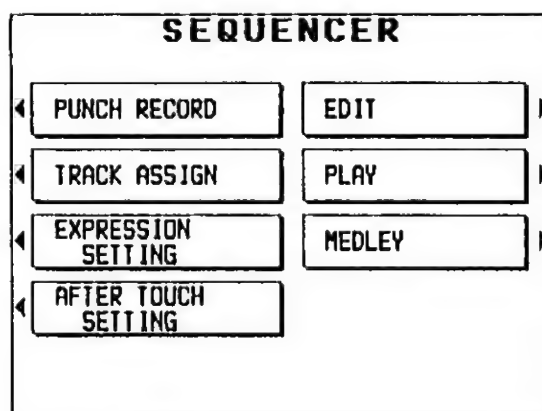 SEQUENCER
PUNCH RECORD
TRACK ASSIGN
EXPRESSION
SETTING
AFTER TOUCH
SETTING
EDIT
PLAY
MEDLEY